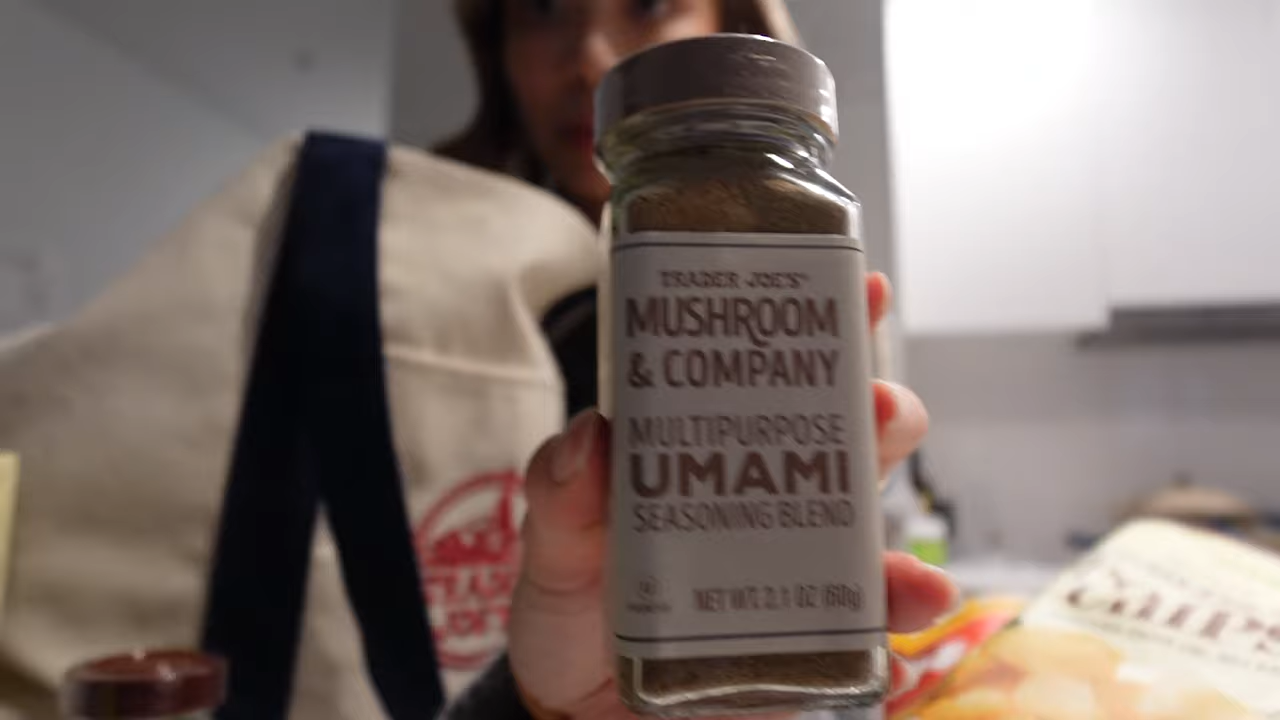 TRADER JOE'S
MUSHROOM
& COMPANY
MULTIPURPOSE
UMAMI
SEASONING BLEND
NET WT. 2.1 OZ (60g)